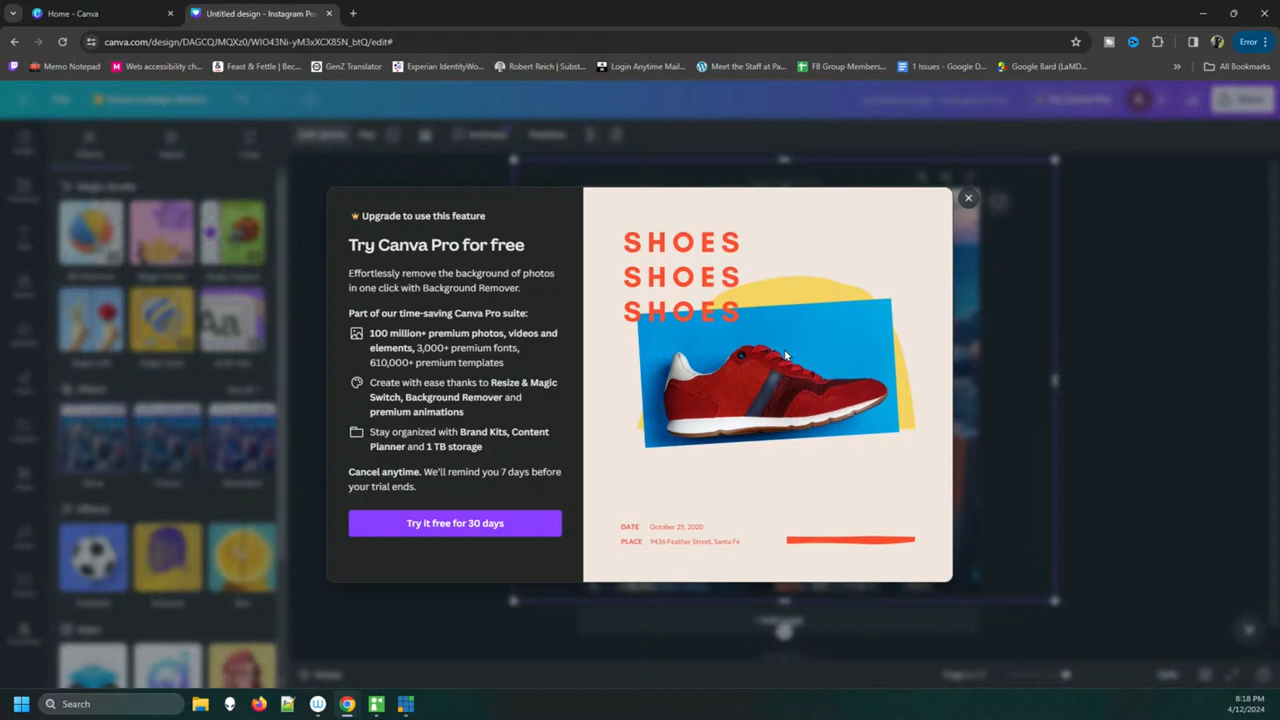 Home - Canva
Untitled design - Instagram Po
canva.com/design/DAGCQJMQXz0/WIO43Ni-yM3xXCX85N_btQ/edit#
Error
Memo Notepad
Web accessibility ch...
Feast & Fettle | Bec...
GenZ Translator
Experian IdentityWo...
Robert Reich | Subst...
Login Anytime Mail...
Meet the Staff at Pa...
FB Group Members...
1 Issues - Google D...
Google Bard (LaMD...
»
All Bookmarks
Upgrade to use this feature
Try Canva Pro for free
Effortlessly remove the background of photos
in one click with Background Remover.
Part of our time-saving Canva Pro suite:
100 million+ premium photos, videos and
elements, 3,000+ premium fonts,
610,000+ premium templates
Create with ease thanks to Resize & Magic
Switch, Background Remover and
premium animations
Stay organized with Brand Kits, Content
Planner and 1 TB storage
Cancel anytime. We'll remind you 7 days before
your trial ends.
Try it free for 30 days
SHOES
SHOES
SHOES
DATE October 25, 2020
PLACE 9436 Feather Street, Santa Fe
Search
8:18 PM
4/12/2024